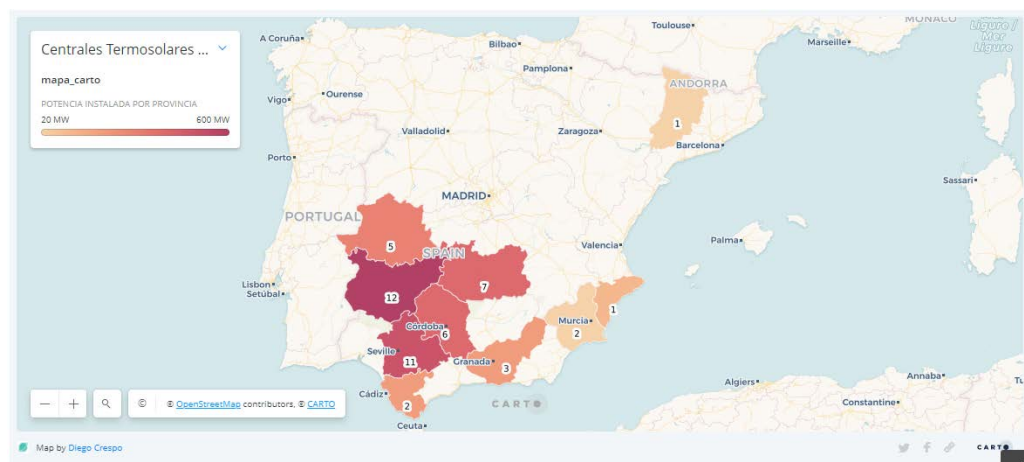 Centrales Termosolares ...
mapa_carto
POTENCIA INSTALADA POR PROVINCIA
20 MW 600 MW
MONACO
Ligure /
Mer
Ligure
Toulouse
A Coruña
Bilbao
Marseille
Pamplona
ANDORRA
Vigo
Ourense
1
Valladolid
Zaragoza
Barcelona
Porto
Sassari
MADRID
PORTUGAL
5
SPAIN
Valencia
Palma
Lisbon
Setúbal
12
7
1
Murcia
2
Córdoba
6
Seville
11
Granada
3
Algiers
Annaba
Cádiz
2
CARTO
Constantine
Ceuta
− + © © OpenStreetMap contributors, © CARTO
Map by Diego Crespo
CARTO